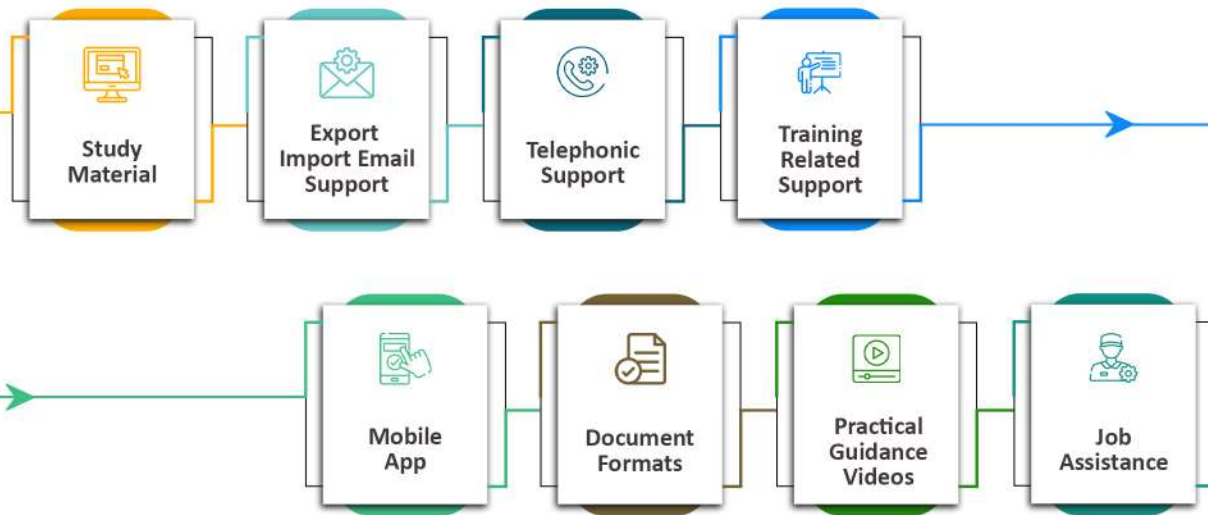 Study
Material
Export
Import Email
Support
Telephonic
Support
Training
Related
Support
Mobile
App
Document
Formats
Practical
Guidance
Videos
Job
Assistance